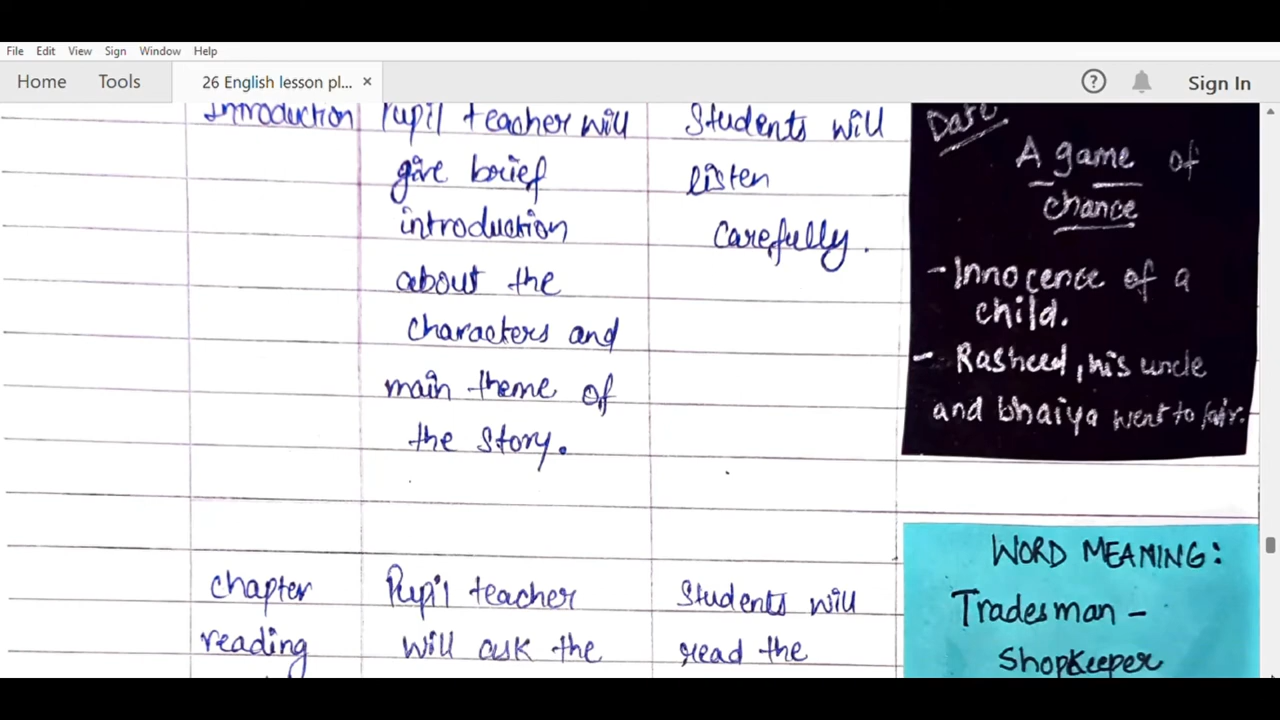 File Edit View Sign Window Help
Home Tools 26 English lesson pl... × ? Sign In
Introduction Pupil teacher will Students will
give brief listen
introduction carefully.
about the
characters and
main theme of
the story.
Date
A game of
chance
- Innocence of a
child.
- Rasheed, his uncle
and bhaiya went to fair.
chapter Pupil teacher Students will
reading will ask the read the
WORD MEANING:
Tradesman -
Shopkeeper